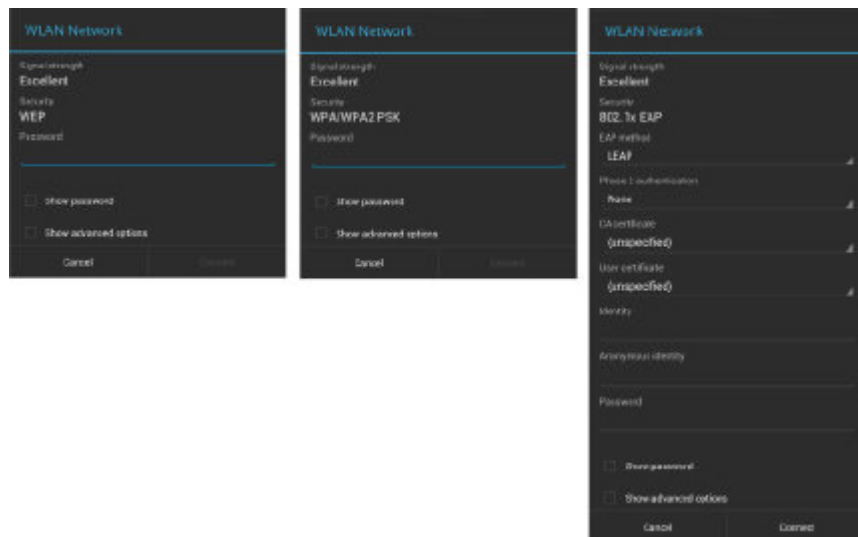 WLAN Network
Signal strength
Excellent
Security
WEP
Password
Show password
Show advanced options
Cancel
Connect
WLAN Network
Signal strength
Excellent
Security
WPA/WPA2 PSK
Password
Show password
Show advanced options
Cancel
Connect
WLAN Network
Signal strength
Excellent
Security
802.1x EAP
EAP method
LEAP
Phase 2 authentication
None
CA certificate
(unspecified)
User certificate
(unspecified)
Identity
Anonymous identity
Password
Show password
Show advanced options
Cancel
Connect